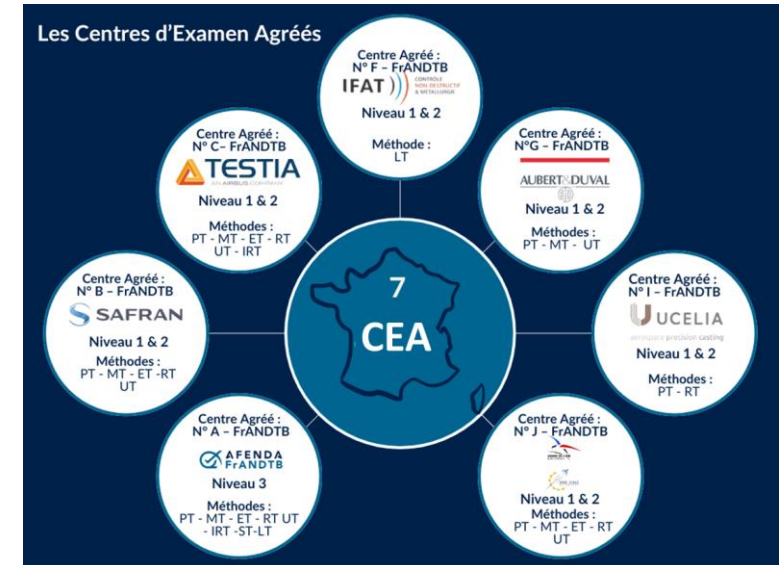 Les Centres d'Examen Agréés
Centre Agréé :
N° F – FrANDTB
IFAT
CONTRÔLE
NON-DESTRUCTIF
& MÉTALLURGIE
Niveau 1 & 2
Méthode :
LT
Centre Agréé :
N° C– FrANDTB
TESTIA
AN AIRBUS COMPANY
Niveau 1 & 2
Méthodes :
PT - MT - ET - RT
UT - IRT
Centre Agréé :
N°G – FrANDTB
AUBERT&DUVAL
Niveau 1 & 2
Méthodes :
PT - MT - UT
Centre Agréé :
N° B – FrANDTB
SAFRAN
Niveau 1 & 2
Méthodes :
PT - MT - ET -RT
UT
7
CEA
Centre Agréé :
N° I – FrANDTB
UCELIA
aerospace precision casting
Niveau 1 & 2
Méthodes :
PT - RT
Centre Agréé :
N° A – FrANDTB
AFENDA
FrANDTB
Niveau 3
Méthodes :
PT - MT - ET - RT UT
- IRT -ST-LT
Centre Agréé :
N° J – FrANDTB
Niveau 1 & 2
Méthodes :
PT - MT - ET - RT
UT